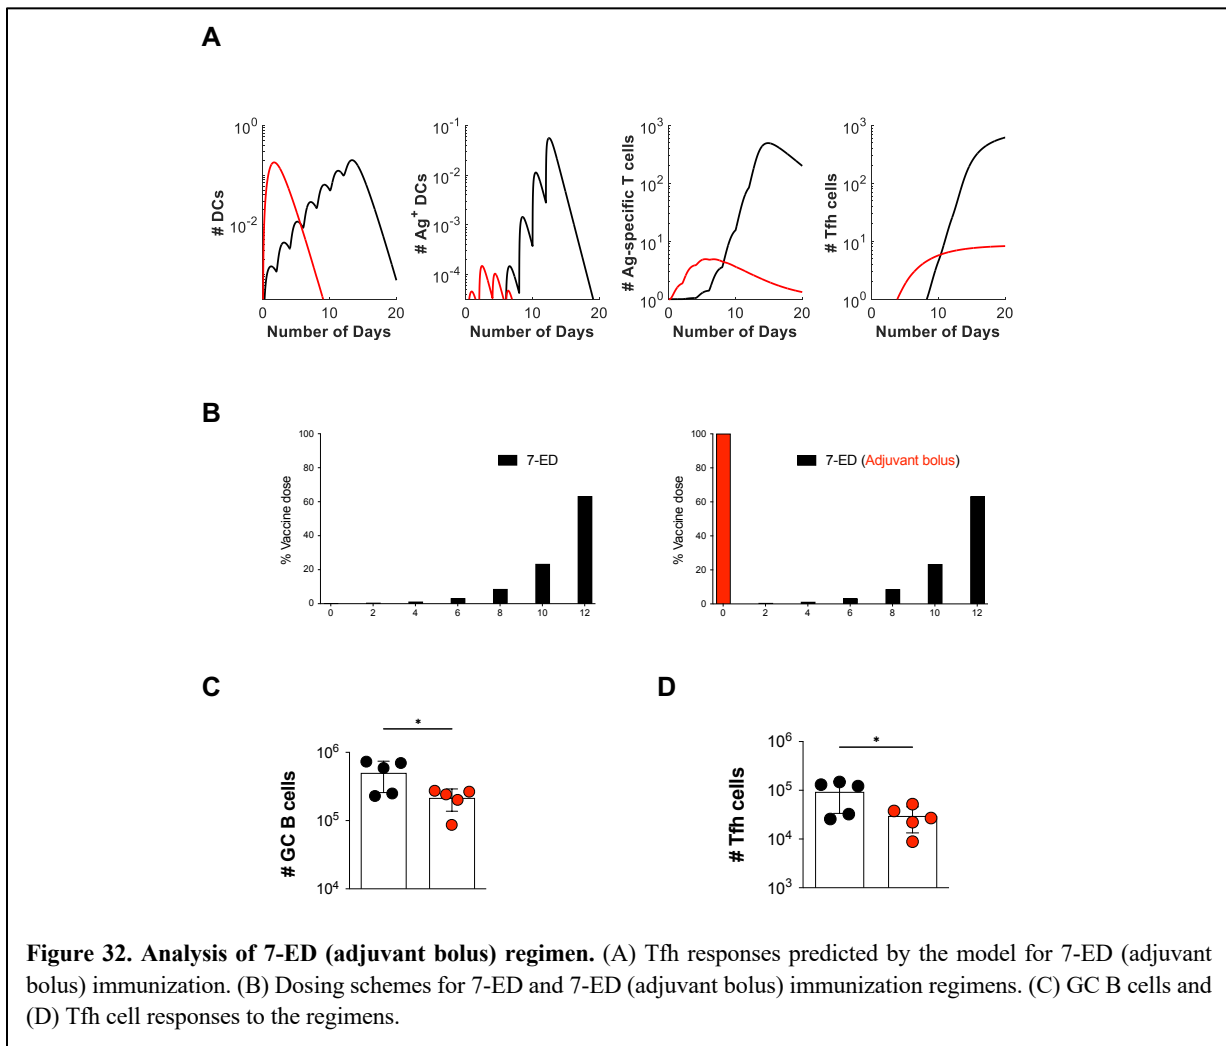 A
# DCs
10^0
10^-2
0 10 20
Number of Days
# Ag^+ DCs
10^-1
10^-2
10^-3
10^-4
0 10 20
Number of Days
# Ag-specific T cells
10^3
10^2
10^1
10^0
0 10 20
Number of Days
# Tfh cells
10^3
10^2
10^1
10^0
0 10 20
Number of Days
B
% Vaccine dose
100
80
60
40
20
0
0 2 4 6 8 10 12
7-ED
% Vaccine dose
100
80
60
40
20
0
0 2 4 6 8 10 12
7-ED (Adjuvant bolus)
C
# GC B cells
10^6
10^5
10^4
*
D
# Tfh cells
10^6
10^5
10^4
10^3
*
Figure 32. Analysis of 7-ED (adjuvant bolus) regimen. (A) Tfh responses predicted by the model for 7-ED (adjuvant
bolus) immunization. (B) Dosing schemes for 7-ED and 7-ED (adjuvant bolus) immunization regimens. (C) GC B cells and
(D) Tfh cell responses to the regimens.